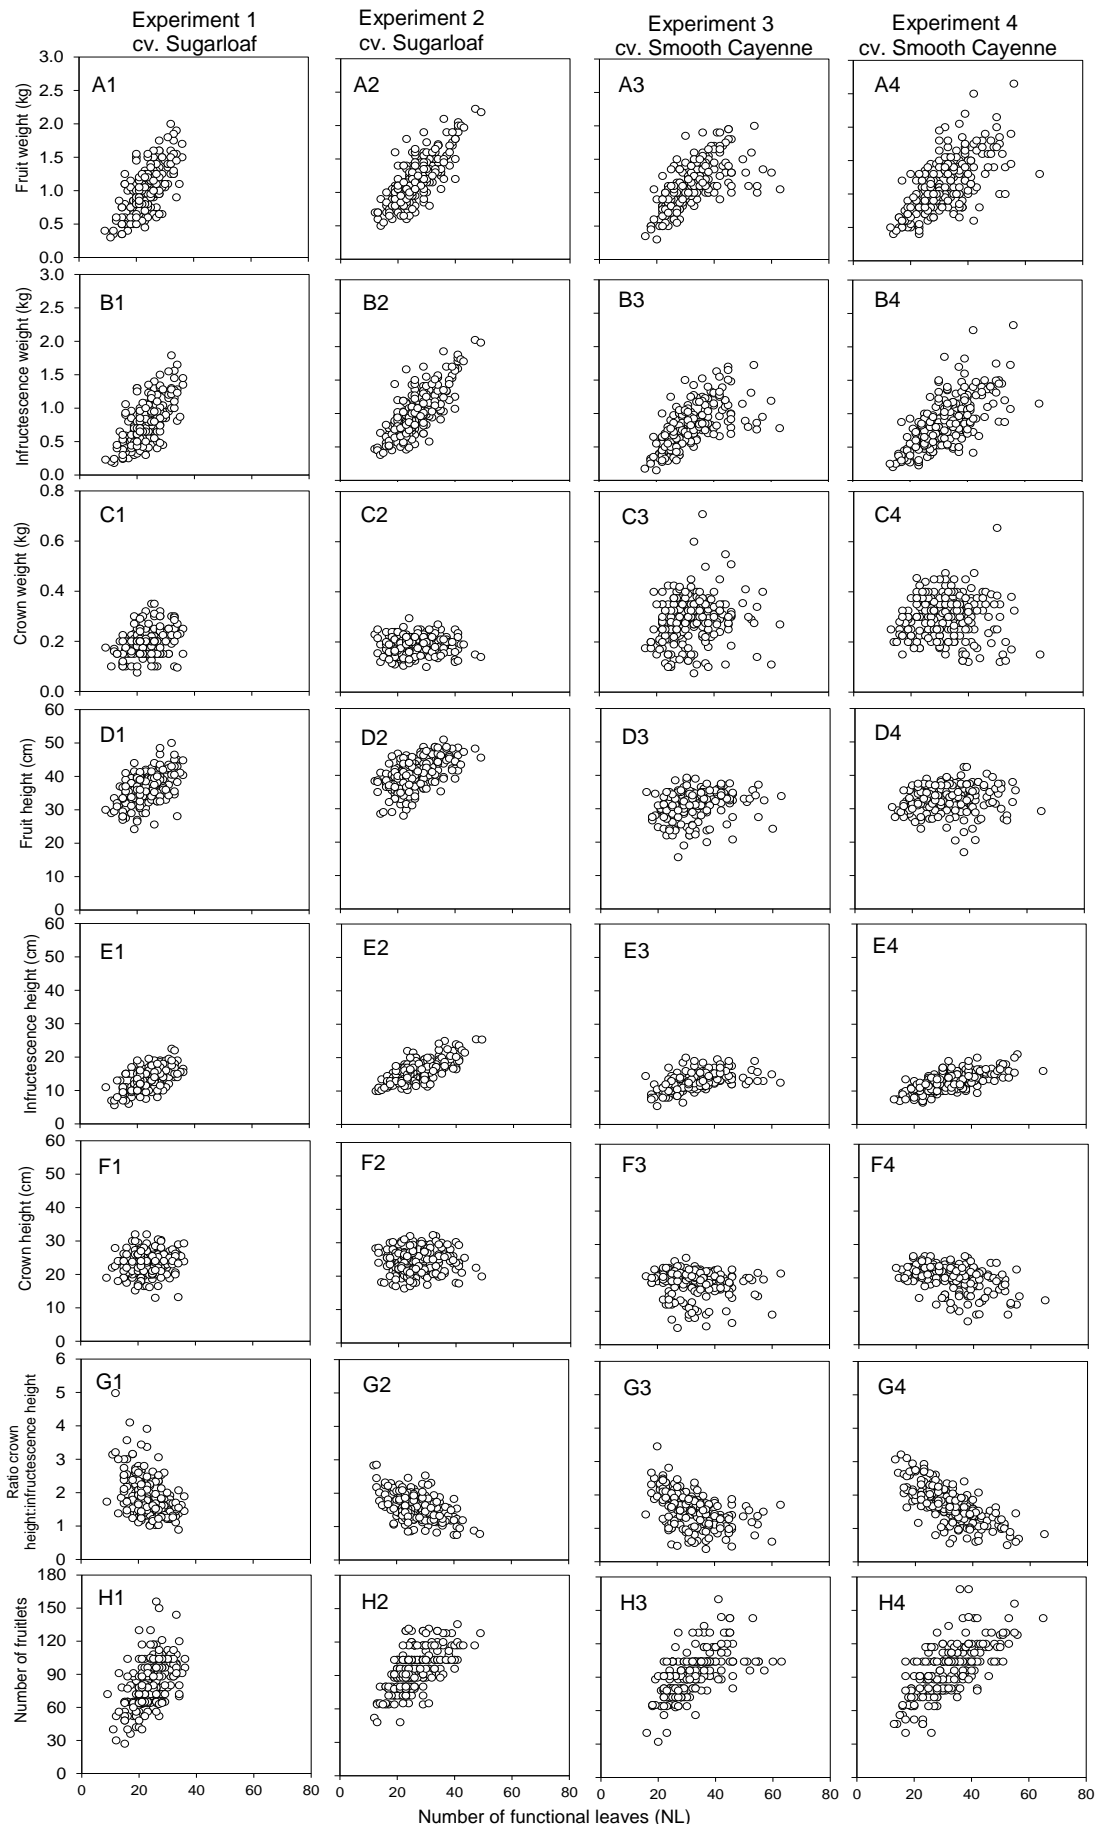 Experiment 1
cv. Sugarloaf
Experiment 2
cv. Sugarloaf
Experiment 3
cv. Smooth Cayenne
Experiment 4
cv. Smooth Cayenne
Fruit weight (kg)
3.0
2.5
2.0
1.5
1.0
0.5
0.0
A1
A2
A3
A4
Infructescence weight (kg)
3.0
2.5
2.0
1.5
1.0
0.5
0.0
B1
B2
B3
B4
Crown weight (kg)
0.8
0.6
0.4
0.2
0.0
C1
C2
C3
C4
Fruit height (cm)
60
50
40
30
20
10
0
D1
D2
D3
D4
Infructescence height (cm)
60
50
40
30
20
10
0
E1
E2
E3
E4
Crown height (cm)
60
50
40
30
20
10
0
F1
F2
F3
F4
Ratio crown
height:infructescence height
6
5
4
3
2
1
0
G1
G2
G3
G4
Number of fruitlets
180
150
120
90
60
30
0
H1
H2
H3
H4
0 20 40 60 80
0 20 40 60 80
0 20 40 60 80
0 20 40 60 80
Number of functional leaves (NL)